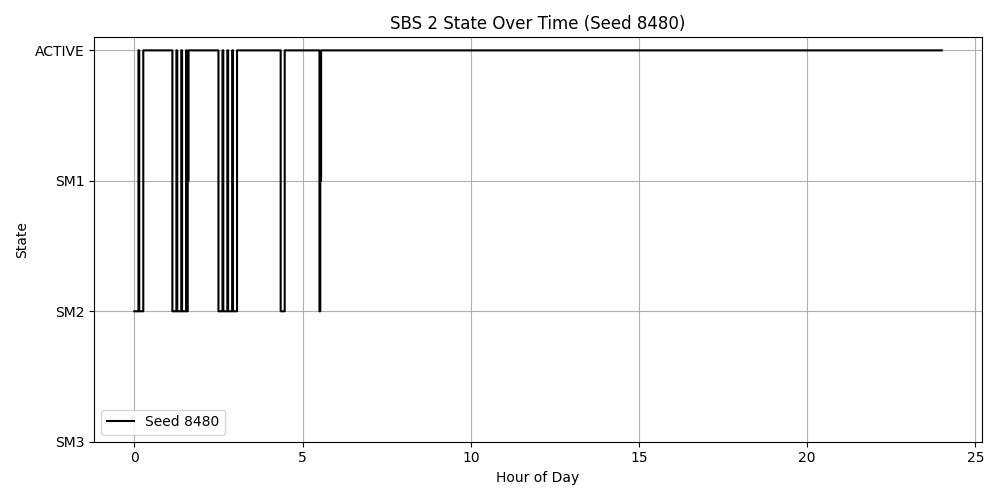 SBS 2 State Over Time (Seed 8480)
ACTIVE
SM1
SM2
SM3
State
Seed 8480
0 5 10 15 20 25
Hour of Day